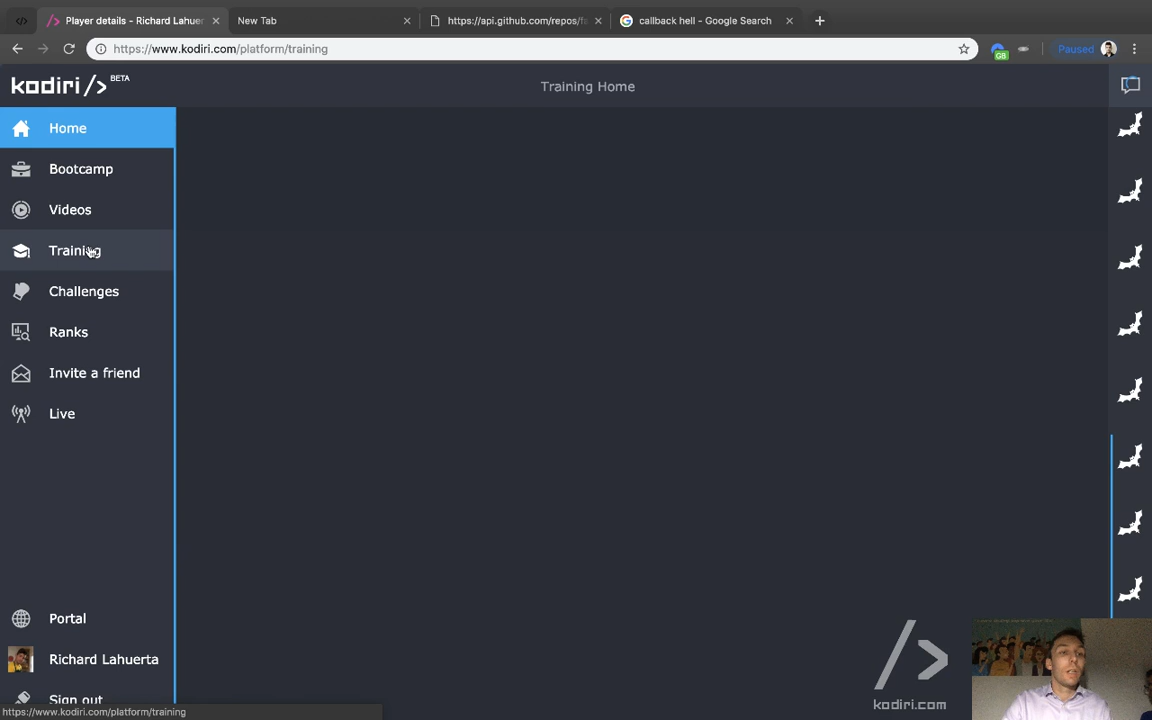 Player details - Richard Lahuer
New Tab
https://api.github.com/repos/fa
callback hell - Google Search
https://www.kodiri.com/platform/training
GB
Paused
kodiri/> BETA
Training Home
Home
Bootcamp
Videos
Training
Challenges
Ranks
Invite a friend
Live
Portal
Richard Lahuerta
Sign out
https://www.kodiri.com/platform/training
/>
kodiri.com